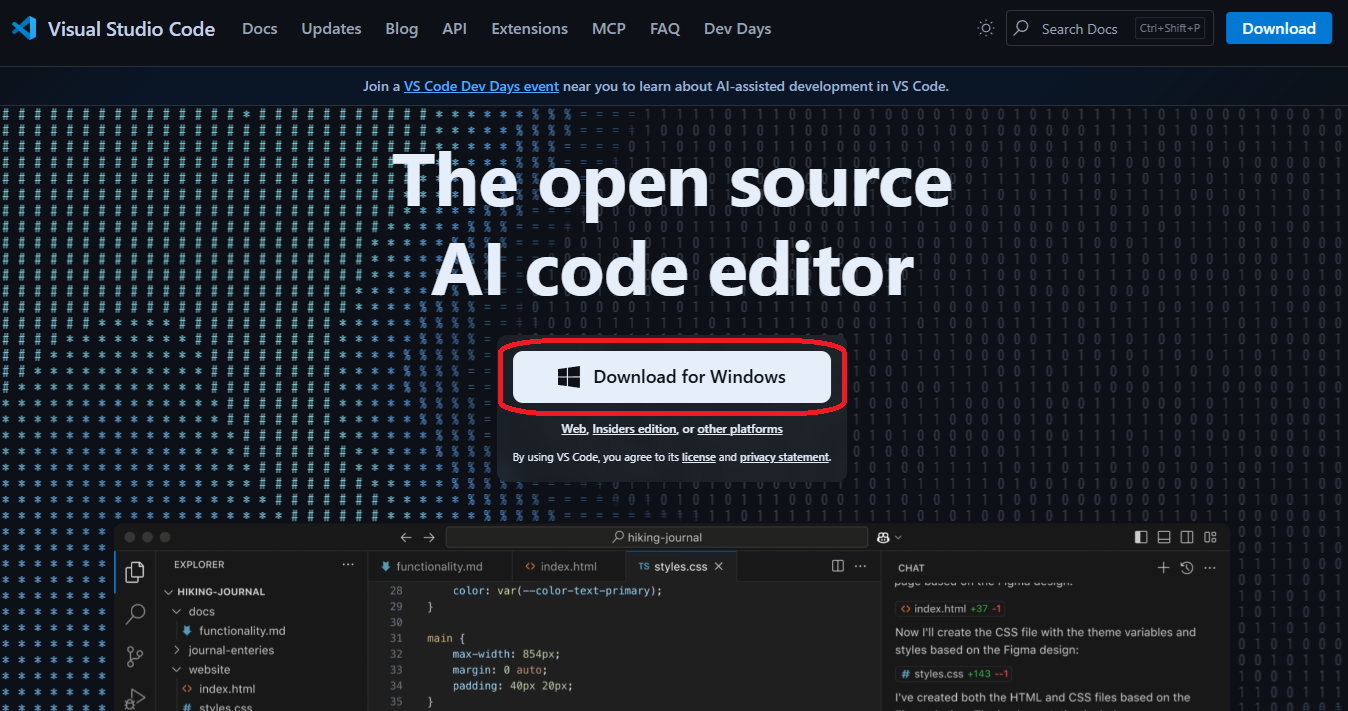 Visual Studio Code Docs Updates Blog API Extensions MCP FAQ Dev Days Search Docs Ctrl+Shift+P Download
Join a VS Code Dev Days event near you to learn about AI-assisted development in VS Code.
The open source
AI code editor
Download for Windows
Web, Insiders edition, or other platforms
By using VS Code, you agree to its license and privacy statement.
hiking-journal
EXPLORER
HIKING-JOURNAL
docs
functionality.md
journal-enteries
website
index.html
styles.css
functionality.md index.html TS styles.css
28 color: var(--color-text-primary);
29 }
30
31 main {
32 max-width: 854px;
33 margin: 0 auto;
34 padding: 40px 20px;
35 }
CHAT
page based on the Figma design:
index.html +37 -1
Now I'll create the CSS file with the theme variables and
styles based on the Figma design:
# styles.css +143 --1
I've created both the HTML and CSS files based on the